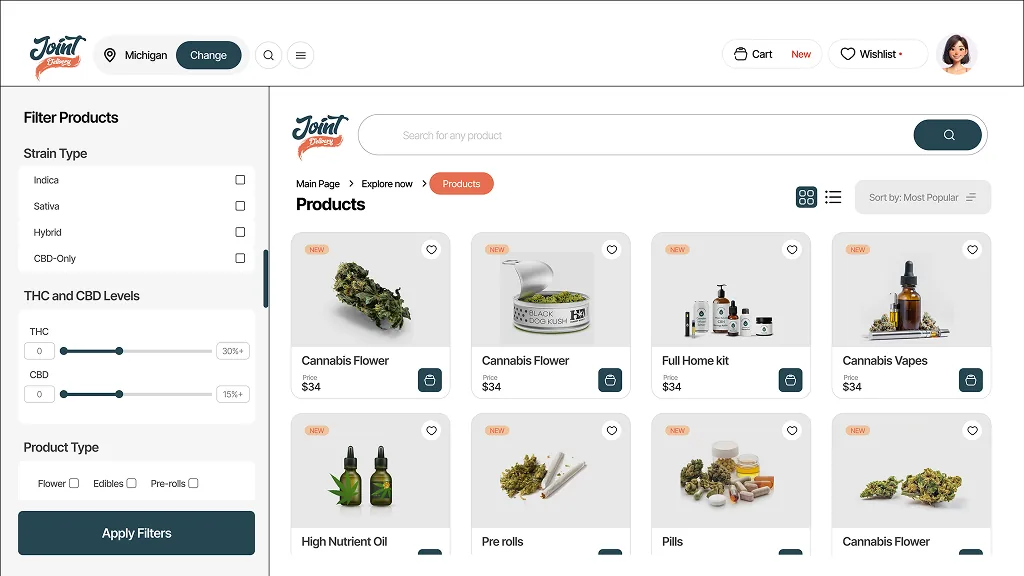 Joint
Delivery
Michigan
Change
Cart
New
Wishlist
Filter Products
Strain Type
Indica
Sativa
Hybrid
CBD-Only
THC and CBD Levels
THC
0
30%+
CBD
0
15%+
Product Type
Flower
Edibles
Pre-rolls
Apply Filters
Joint
Delivery
Search for any product
Main Page > Explore now > Products
Products
Sort by: Most Popular
NEW
Cannabis Flower
Price
$34
NEW
BLACK
DOG KUSH
Cannabis Flower
Price
$34
NEW
Full Home kit
Price
$34
NEW
Cannabis Vapes
Price
$34
NEW
High Nutrient Oil
NEW
Pre rolls
NEW
Pills
NEW
Cannabis Flower